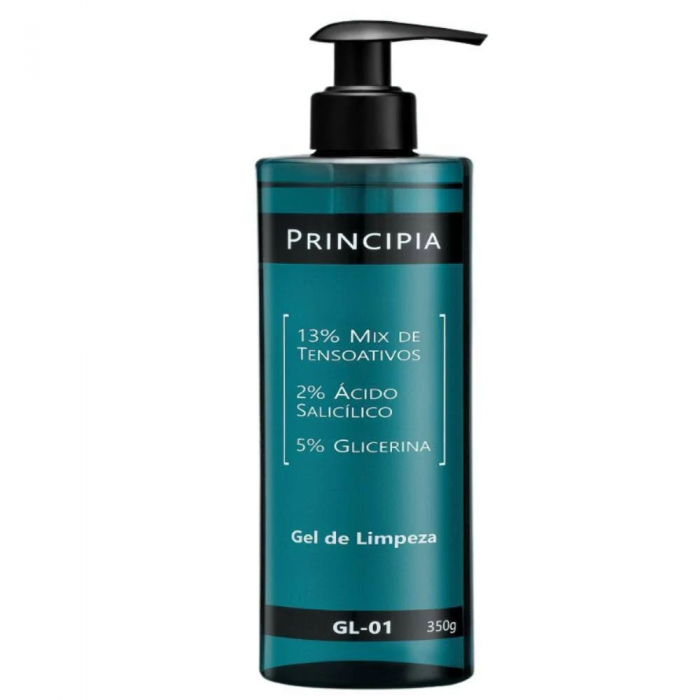 PRINCIPIA
13% MIX DE
TENSOATIVOS
2% ÁCIDO
SALICÍLICO
5% GLICERINA
Gel de Limpeza
GL-01 350g